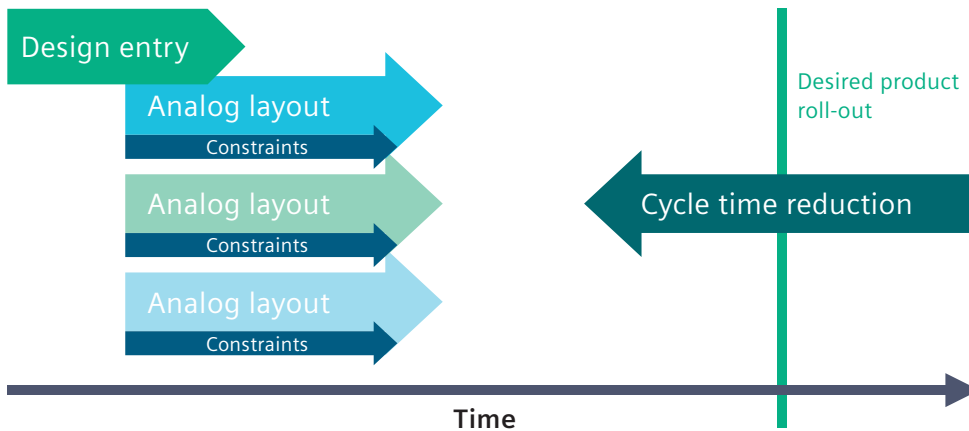 Design entry
Analog layout
Constraints
Analog layout
Constraints
Analog layout
Constraints
Desired product
roll-out
Cycle time reduction
Time